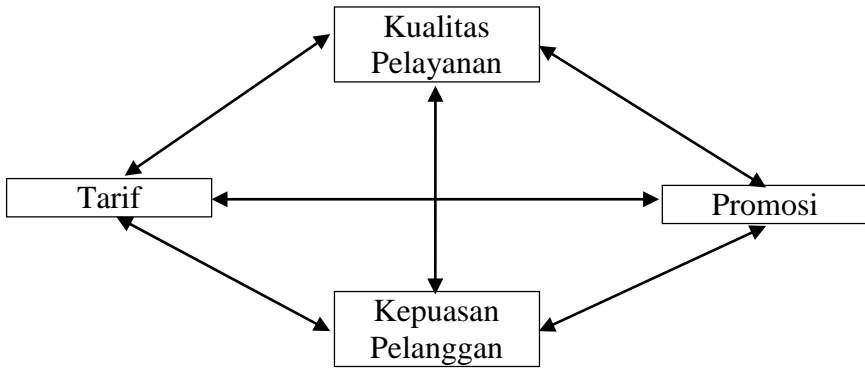 Kualitas
Pelayanan
Tarif
Promosi
Kepuasan
Pelanggan